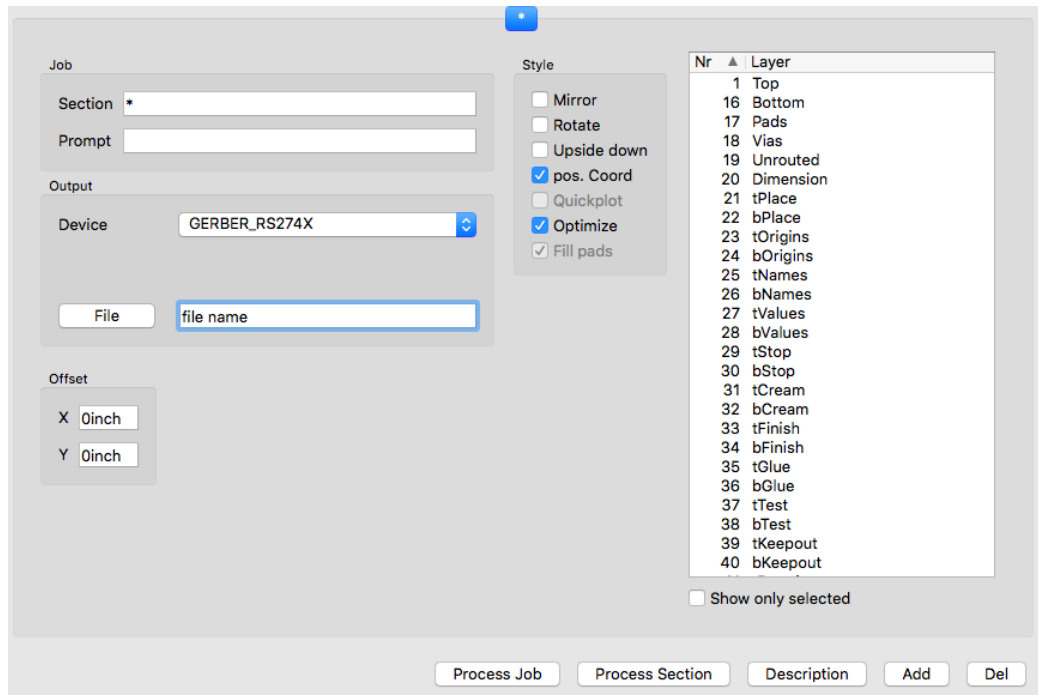 *
Job
Section *
Prompt
Output
Device GERBER_RS274X
File file name
Offset
X 0inch
Y 0inch
Style
Mirror
Rotate
Upside down
pos. Coord
Quickplot
Optimize
Fill pads
Nr ▲ Layer
1 Top
16 Bottom
17 Pads
18 Vias
19 Unrouted
20 Dimension
21 tPlace
22 bPlace
23 tOrigins
24 bOrigins
25 tNames
26 bNames
27 tValues
28 bValues
29 tStop
30 bStop
31 tCream
32 bCream
33 tFinish
34 bFinish
35 tGlue
36 bGlue
37 tTest
38 bTest
39 tKeepout
40 bKeepout
Show only selected
Process Job Process Section Description Add Del